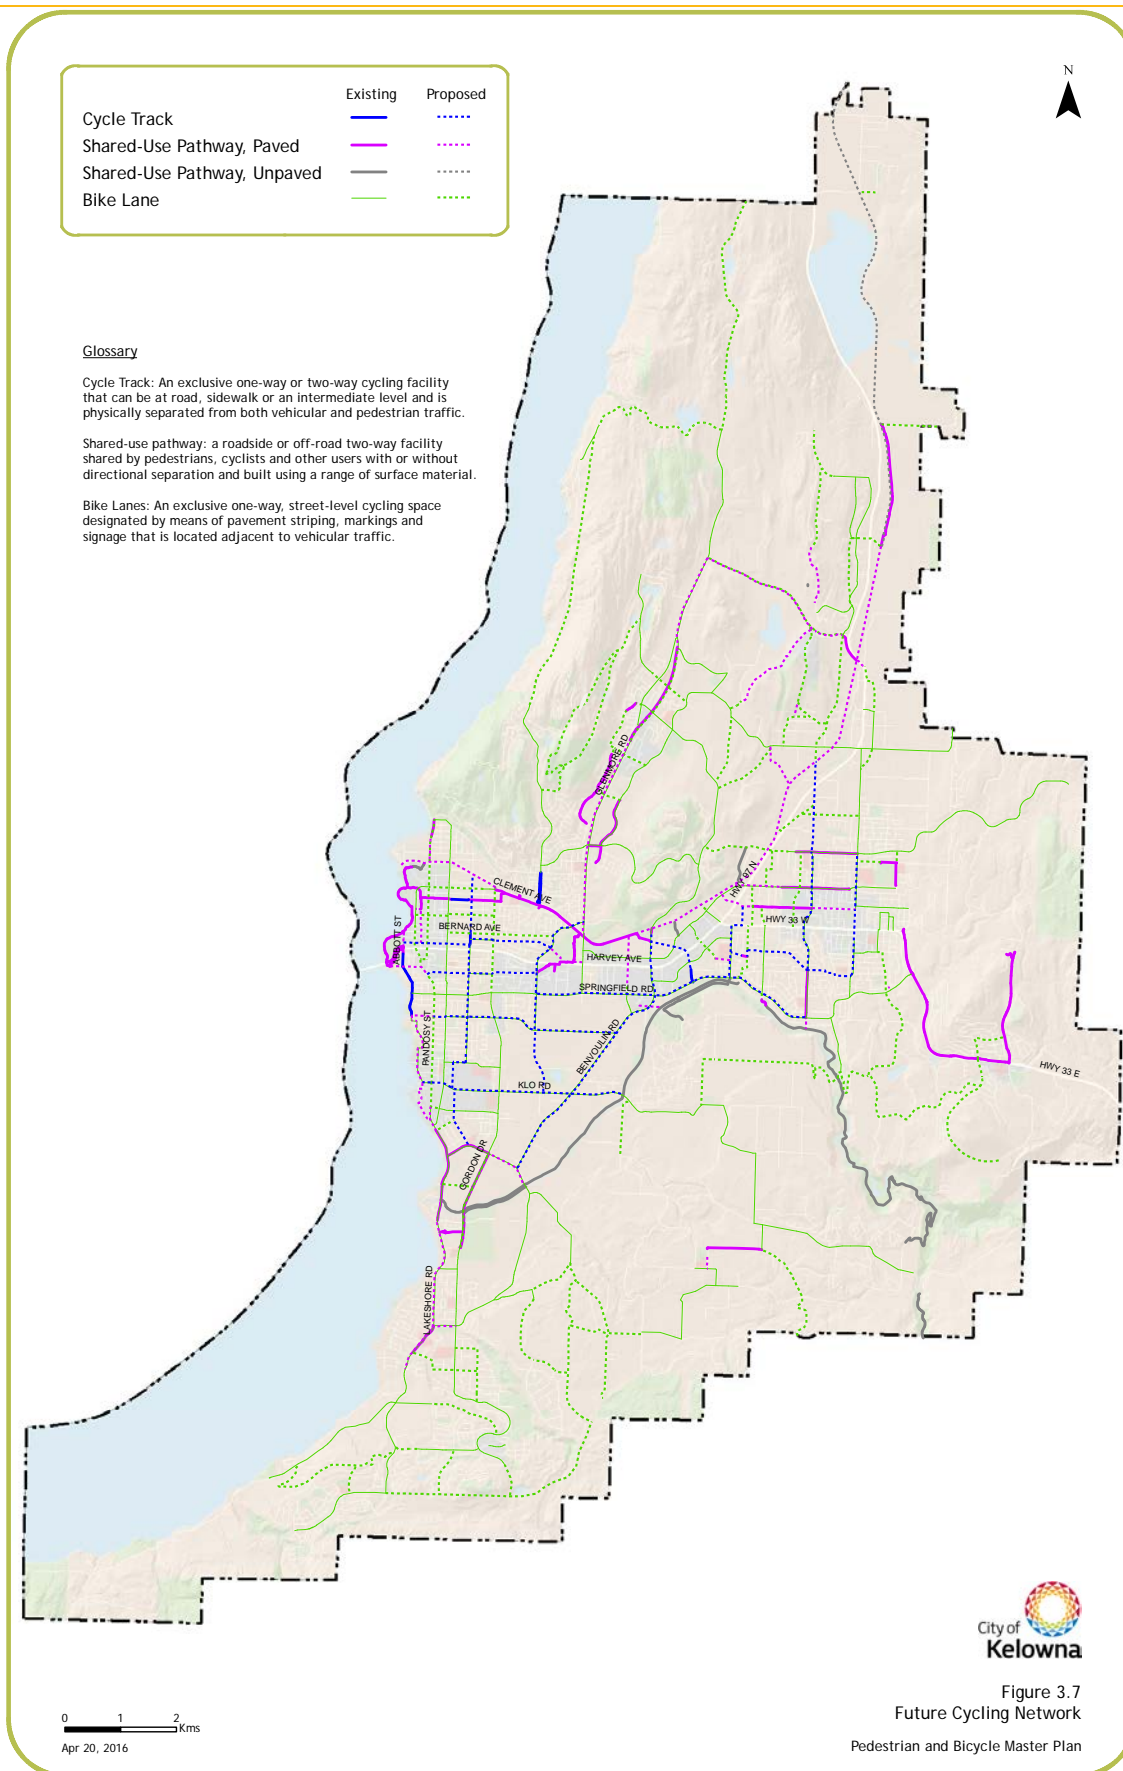 N
Existing Proposed
Cycle Track
Shared-Use Pathway, Paved
Shared-Use Pathway, Unpaved
Bike Lane
Glossary
Cycle Track: An exclusive one-way or two-way cycling facility
that can be at road, sidewalk or an intermediate level and is
physically separated from both vehicular and pedestrian traffic.
Shared-use pathway: a roadside or off-road two-way facility
shared by pedestrians, cyclists and other users with or without
directional separation and built using a range of surface material.
Bike Lanes: An exclusive one-way, street-level cycling space
designated by means of pavement striping, markings and
signage that is located adjacent to vehicular traffic.
GLENMORE RD
CLEMENT AVE
HWY 97 N
ABBOTT ST
BERNARD AVE
HWY 33 W
HARVEY AVE
SPRINGFIELD RD
PANDOSY ST
BENVOULIN RD
KLO RD
HWY 33 E
GORDON DR
LAKESHORE RD
City of
Kelowna
Figure 3.7
Future Cycling Network
Pedestrian and Bicycle Master Plan
0 1 2
Kms
Apr 20, 2016